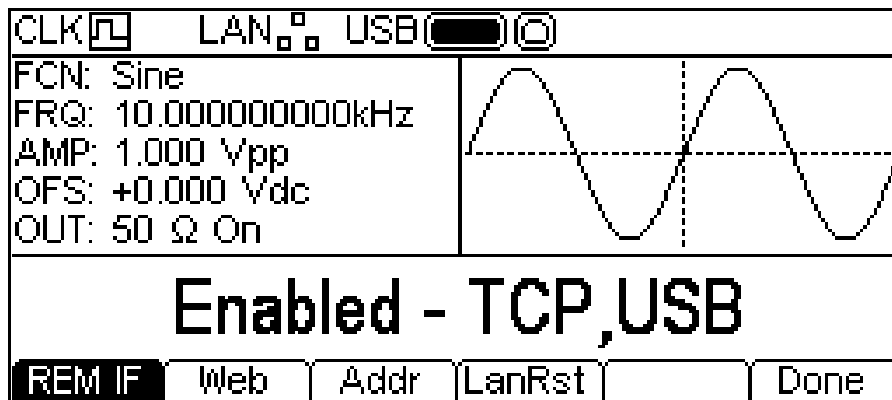 CLK LAN USB
FCN: Sine
FRQ: 10.000000000kHz
AMP: 1.000 Vpp
OFS: +0.000 Vdc
OUT: 50 Ω On
Enabled - TCP,USB
REM IF Web Addr LanRst Done